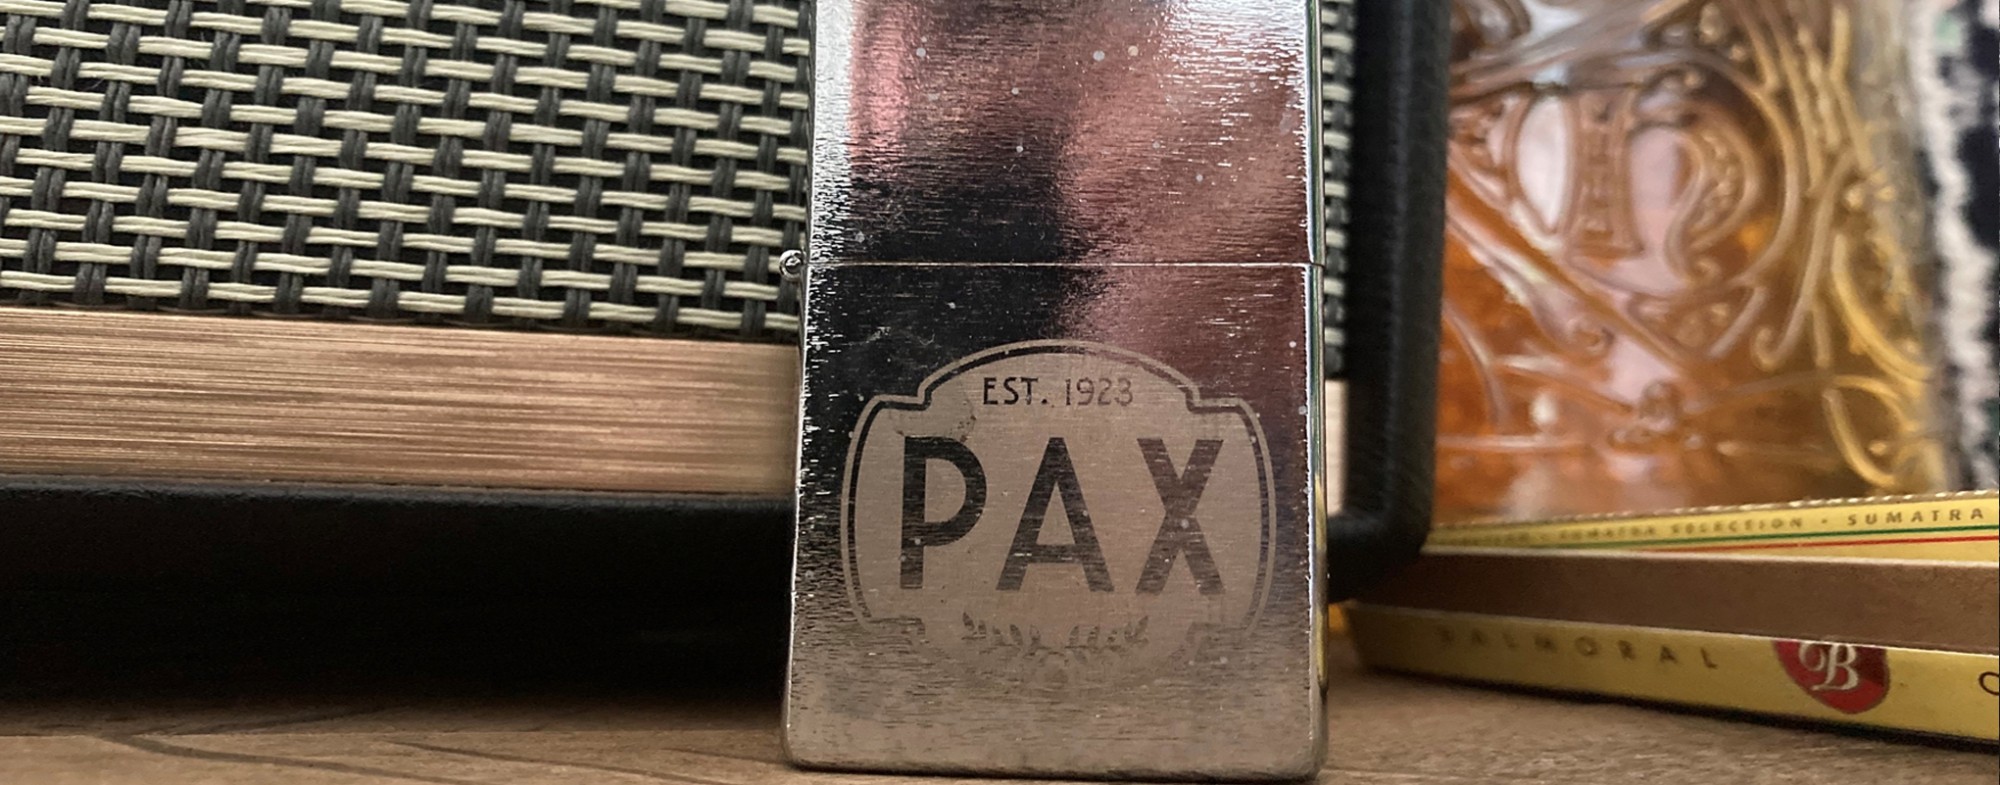 EST. 1923
PAX
SUMATRA SELECTION · SUMATRA
BALMORAL
B